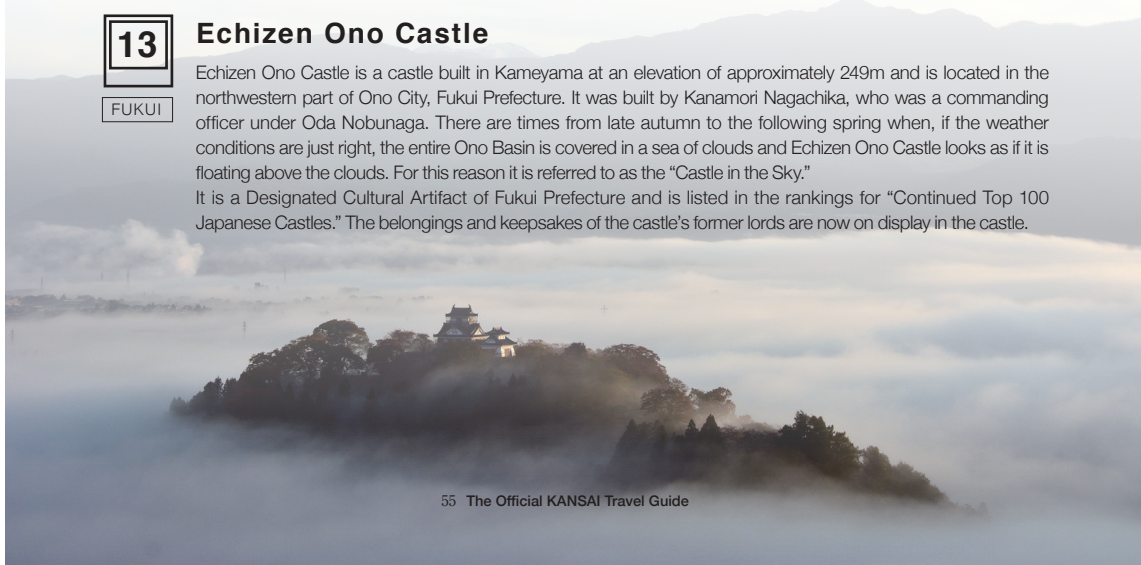 13
Echizen Ono Castle
FUKUI
Echizen Ono Castle is a castle built in Kameyama at an elevation of approximately 249m and is located in the
northwestern part of Ono City, Fukui Prefecture. It was built by Kanamori Nagachika, who was a commanding
officer under Oda Nobunaga. There are times from late autumn to the following spring when, if the weather
conditions are just right, the entire Ono Basin is covered in a sea of clouds and Echizen Ono Castle looks as if it is
floating above the clouds. For this reason it is referred to as the “Castle in the Sky.”
It is a Designated Cultural Artifact of Fukui Prefecture and is listed in the rankings for “Continued Top 100
Japanese Castles.” The belongings and keepsakes of the castle’s former lords are now on display in the castle.
55 The Official KANSAI Travel Guide